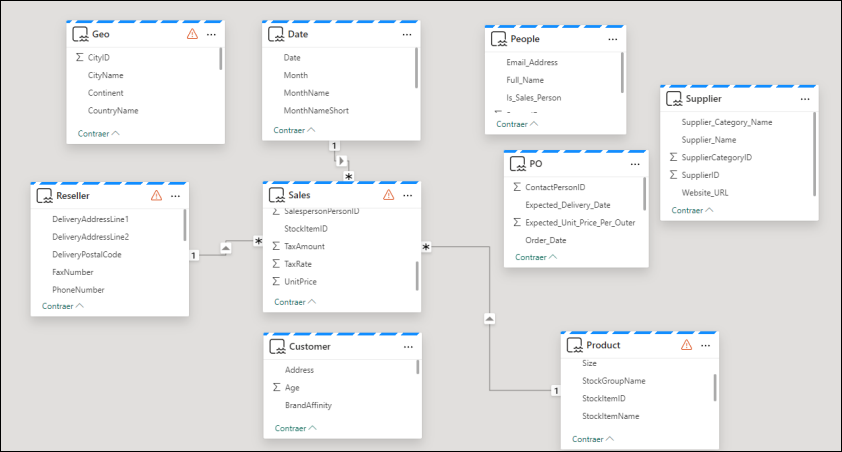 Geo
CityID
CityName
Continent
CountryName
Contraer
Date
Date
Month
MonthName
MonthNameShort
Contraer
People
Email_Address
Full_Name
Is_Sales_Person
Contraer
Supplier
Supplier_Category_Name
Supplier_Name
SupplierCategoryID
SupplierID
Website_URL
Contraer
PO
ContactPersonID
Expected_Delivery_Date
Expected_Unit_Price_Per_Outer
Order_Date
Contraer
Reseller
DeliveryAddressLine1
DeliveryAddressLine2
DeliveryPostalCode
FaxNumber
PhoneNumber
Contraer
1
*
1
*
Sales
SalespersonPersonID
StockItemID
TaxAmount
TaxRate
UnitPrice
Contraer
*
1
Customer
Address
Age
BrandAffinity
Contraer
Product
Size
StockGroupName
StockItemID
StockItemName
Contraer